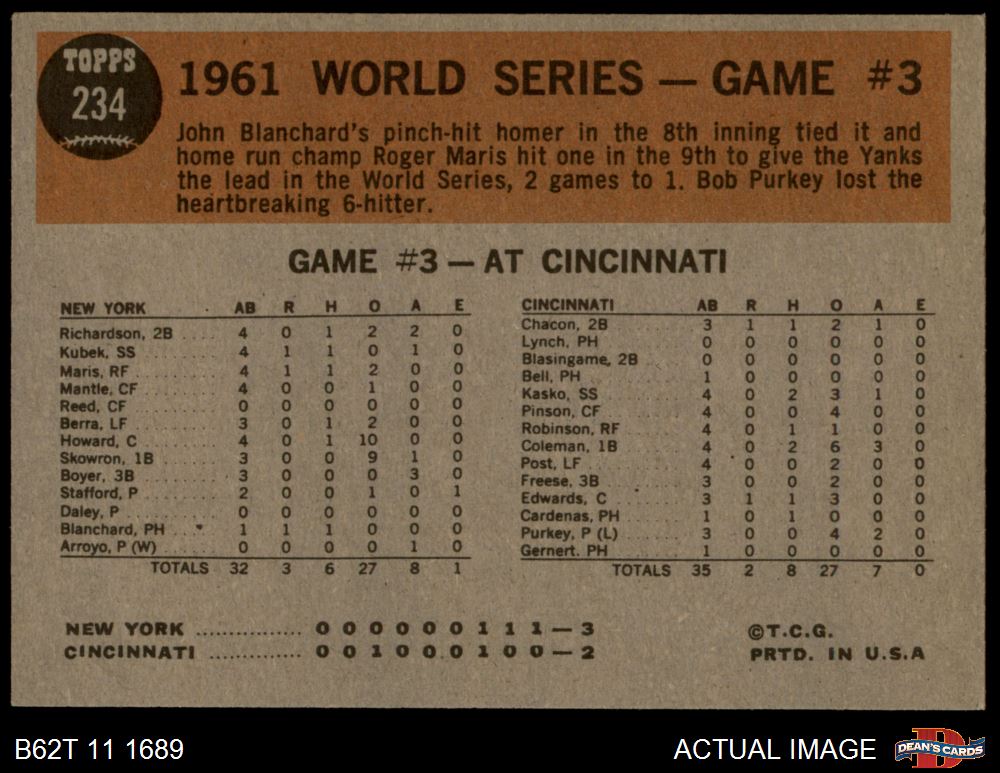 TOPPS
234
1961 WORLD SERIES — GAME #3
John Blanchard's pinch-hit homer in the 8th inning tied it and
home run champ Roger Maris hit one in the 9th to give the Yanks
the lead in the World Series, 2 games to 1. Bob Purkey lost the
heartbreaking 6-hitter.
GAME #3 — AT CINCINNATI
NEW YORK AB R H O A E
Richardson, 2B .... 4 0 1 2 2 0
Kubek, SS ........ 4 1 1 0 1 0
Maris, RF ........ 4 1 1 2 0 0
Mantle, CF ....... 4 0 0 1 0 0
Reed, CF ......... 0 0 0 0 0 0
Berra, LF ........ 3 0 1 2 0 0
Howard, C ........ 4 0 1 10 0 0
Skowron, 1B ...... 3 0 0 9 1 0
Boyer, 3B ........ 3 0 0 0 3 0
Stafford, P ...... 2 0 0 1 0 1
Daley, P ......... 0 0 0 0 0 0
Blanchard, PH .... 1 1 1 0 0 0
Arroyo, P (W) .... 0 0 0 0 1 0
TOTALS 32 3 6 27 8 1
CINCINNATI AB R H O A E
Chacon, 2B ....... 3 1 1 2 1 0
Lynch, PH ........ 0 0 0 0 0 0
Blasingame, 2B ... 0 0 0 0 0 0
Bell, PH ......... 1 0 0 0 0 0
Kasko, SS ........ 4 0 2 3 1 0
Pinson, CF ....... 4 0 0 4 0 0
Robinson, RF ..... 4 0 1 1 0 0
Coleman, 1B ...... 4 0 2 6 3 0
Post, LF ......... 4 0 0 2 0 0
Freese, 3B ....... 3 0 0 2 0 0
Edwards, C ....... 3 1 1 3 0 0
Cardenas, PH ..... 1 0 1 0 0 0
Purkey, P (L) .... 3 0 0 4 2 0
Gernert. PH ...... 1 0 0 0 0 0
TOTALS 35 2 8 27 7 0
NEW YORK ................ 0 0 0 0 0 0 1 1 1 — 3
CINCINNATI .............. 0 0 1 0 0 0 1 0 0 — 2
©T.C.G.
PRTD. IN U.S.A
B62T 11 1689
ACTUAL IMAGE
D
DEAN'S CARDS